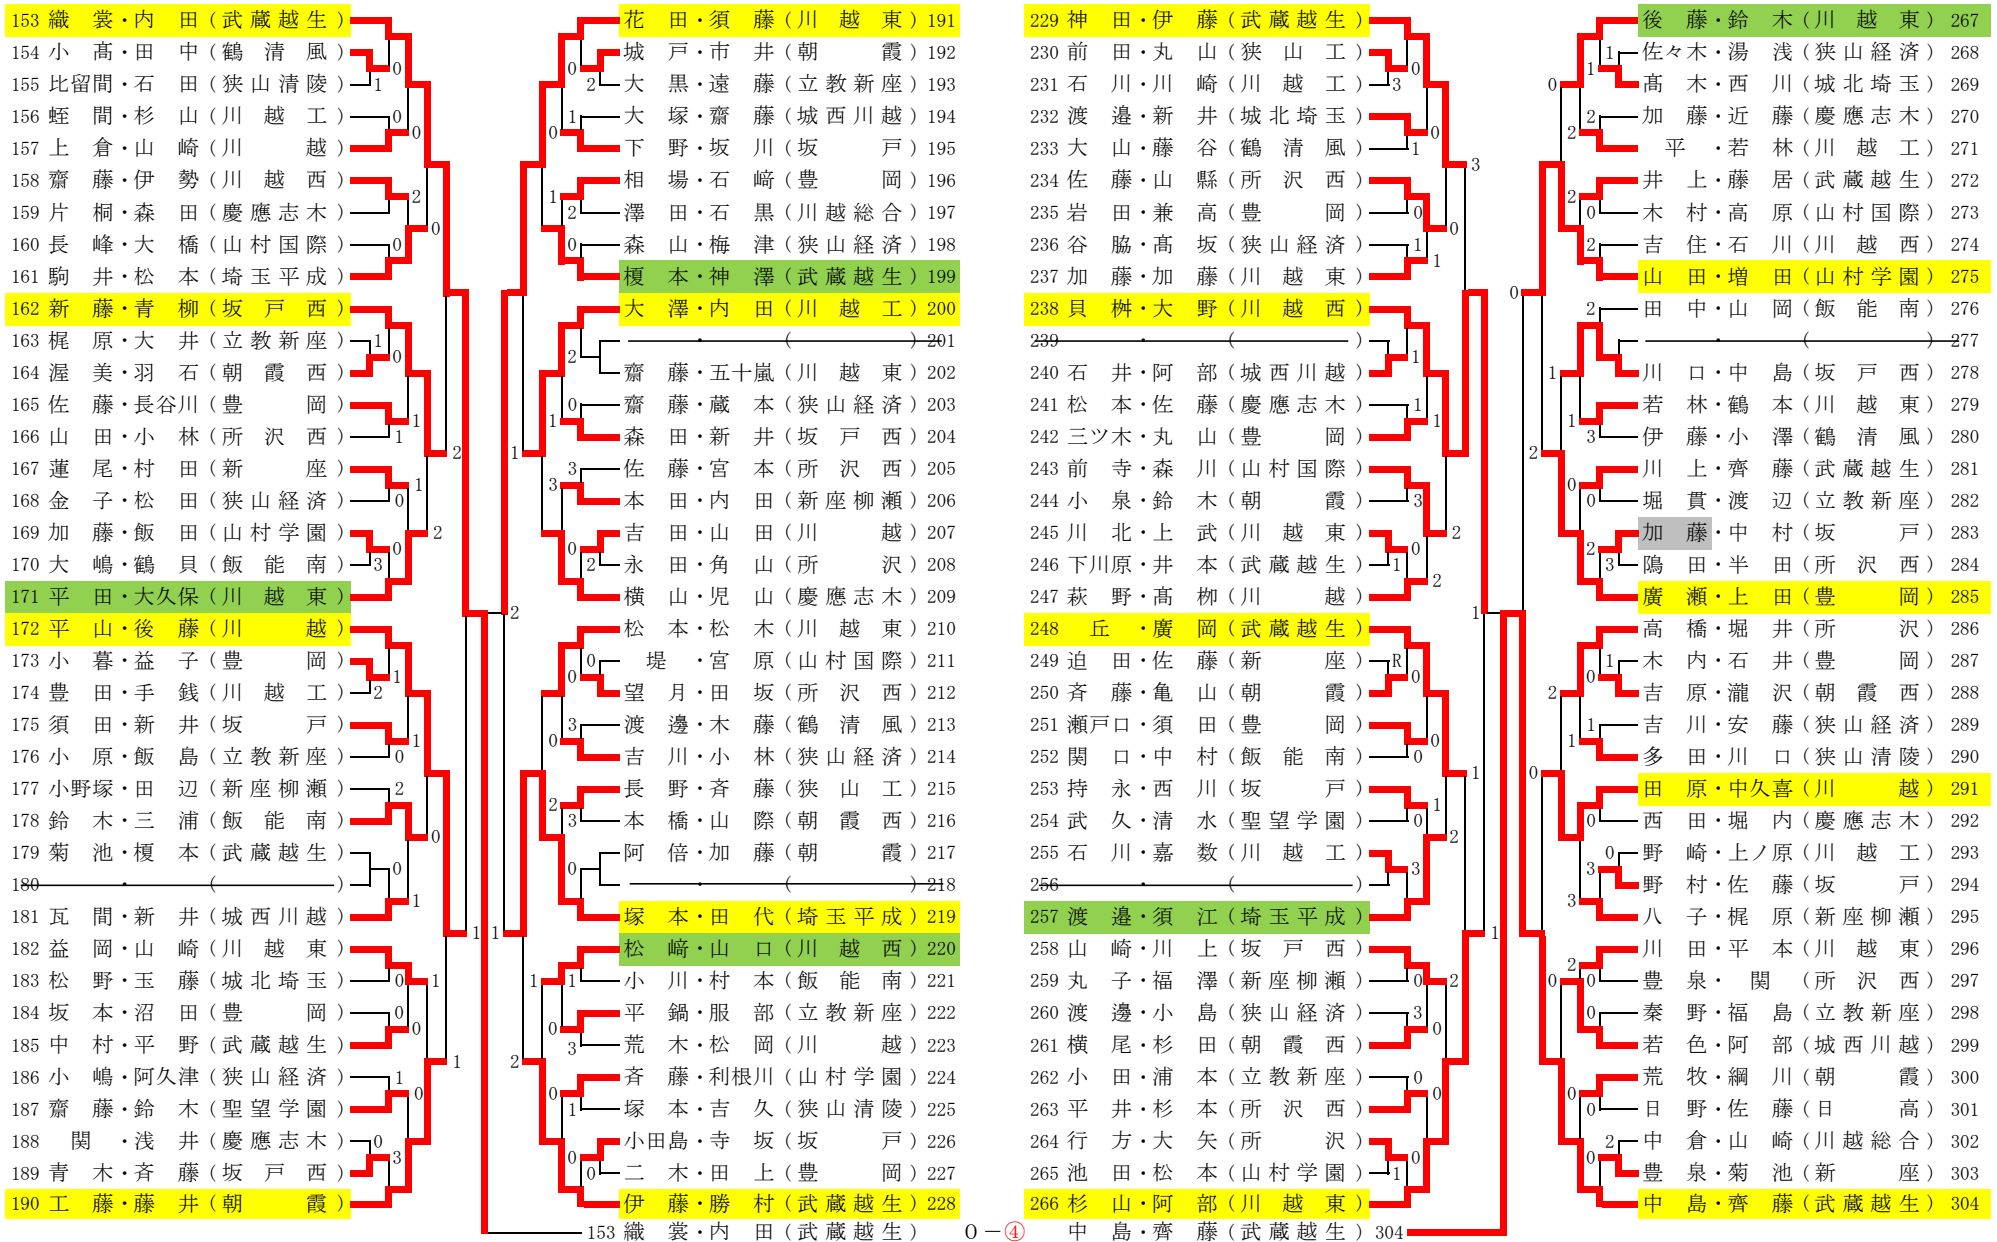 153 織 裳・内 田(武蔵越生)
154 小 髙・田 中(鶴 清 風)
155 比留間・石 田(狭山清陵)
156 蛭 間・杉 山(川 越 工)
157 上 倉・山 崎(川 越)
158 齋 藤・伊 勢(川 越 西)
159 片 桐・森 田(慶應志木)
160 長 峰・大 橋(山村国際)
161 駒 井・松 本(埼玉平成)
162 新 藤・青 柳(坂 戸 西)
163 梶 原・大 井(立教新座)
164 渥 美・羽 石(朝 霞 西)
165 佐 藤・長谷川(豊 岡)
166 山 田・小 林(所 沢 西)
167 蓮 尾・村 田(新 座)
168 金 子・松 田(狭山経済)
169 加 藤・飯 田(山村学園)
170 大 嶋・鶴 貝(飯 能 南)
171 平 田・大久保(川 越 東)
172 平 山・後 藤(川 越)
173 小 暮・益 子(豊 岡)
174 豊 田・手 銭(川 越 工)
175 須 田・新 井(坂 戸)
176 小 原・飯 島(立教新座)
177 小野塚・田 辺(新座柳瀬)
178 鈴 木・三 浦(飯 能 南)
179 菊 池・榎 本(武蔵越生)
180 ・ ( )
181 瓦 間・新 井(城西川越)
182 益 岡・山 崎(川 越 東)
183 松 野・玉 藤(城北埼玉)
184 坂 本・沼 田(豊 岡)
185 中 村・平 野(武蔵越生)
186 小 嶋・阿久津(狭山経済)
187 齋 藤・鈴 木(聖望学園)
188 関 ・浅 井(慶應志木)
189 青 木・斉 藤(坂 戸 西)
190 工 藤・藤 井(朝 霞)
花 田・須 藤(川 越 東) 191
城 戸・市 井(朝 霞) 192
大 黒・遠 藤(立教新座) 193
大 塚・齋 藤(城西川越) 194
下 野・坂 川(坂 戸) 195
相 場・石 﨑(豊 岡) 196
澤 田・石 黒(川越総合) 197
森 山・梅 津(狭山経済) 198
榎 本・神 澤(武蔵越生) 199
大 澤・内 田(川 越 工) 200
・ ( ) 201
齋 藤・五十嵐(川 越 東) 202
齋 藤・蔵 本(狭山経済) 203
森 田・新 井(坂 戸 西) 204
佐 藤・宮 本(所 沢 西) 205
本 田・内 田(新座柳瀬) 206
吉 田・山 田(川 越) 207
永 田・角 山(所 沢) 208
横 山・児 山(慶應志木) 209
松 本・松 木(川 越 東) 210
堤 ・宮 原(山村国際) 211
望 月・田 坂(所 沢 西) 212
渡 邊・木 藤(鶴 清 風) 213
吉 川・小 林(狭山経済) 214
長 野・斉 藤(狭 山 工) 215
本 橋・山 際(朝 霞 西) 216
阿 倍・加 藤(朝 霞) 217
・ ( ) 218
塚 本・田 代(埼玉平成) 219
松 﨑・山 口(川 越 西) 220
小 川・村 本(飯 能 南) 221
平 鍋・服 部(立教新座) 222
荒 木・松 岡(川 越) 223
斉 藤・利根川(山村学園) 224
塚 本・吉 久(狭山清陵) 225
小田島・寺 坂(坂 戸) 226
二 木・田 上(豊 岡) 227
伊 藤・勝 村(武蔵越生) 228
229 神 田・伊 藤(武蔵越生)
230 前 田・丸 山(狭 山 工)
231 石 川・川 崎(川 越 工)
232 渡 邉・新 井(城北埼玉)
233 大 山・藤 谷(鶴 清 風)
234 佐 藤・山 縣(所 沢 西)
235 岩 田・兼 高(豊 岡)
236 谷 脇・髙 坂(狭山経済)
237 加 藤・加 藤(川 越 東)
238 貝 桝・大 野(川 越 西)
239 ・ ( )
240 石 井・阿 部(城西川越)
241 松 本・佐 藤(慶應志木)
242 三ツ木・丸 山(豊 岡)
243 前 寺・森 川(山村国際)
244 小 泉・鈴 木(朝 霞)
245 川 北・上 武(川 越 東)
246 下川原・井 本(武蔵越生)
247 萩 野・髙 栁(川 越)
248 丘 ・廣 岡(武蔵越生)
249 迫 田・佐 藤(新 座)
250 斉 藤・亀 山(朝 霞)
251 瀬戸口・須 田(豊 岡)
252 関 口・中 村(飯 能 南)
253 持 永・西 川(坂 戸)
254 武 久・清 水(聖望学園)
255 石 川・嘉 数(川 越 工)
256 ・ ( )
257 渡 邉・須 江(埼玉平成)
258 山 崎・川 上(坂 戸 西)
259 丸 子・福 澤(新座柳瀬)
260 渡 邊・小 島(狭山経済)
261 横 尾・杉 田(朝 霞 西)
262 小 田・浦 本(立教新座)
263 平 井・杉 本(所 沢 西)
264 行 方・大 矢(所 沢)
265 池 田・松 本(山村学園)
266 杉 山・阿 部(川 越 東)
後 藤・鈴 木(川 越 東) 267
佐々木・湯 浅(狭山経済) 268
髙 木・西 川(城北埼玉) 269
加 藤・近 藤(慶應志木) 270
平 ・若 林(川 越 工) 271
井 上・藤 居(武蔵越生) 272
木 村・高 原(山村国際) 273
吉 住・石 川(川 越 西) 274
山 田・増 田(山村学園) 275
田 中・山 岡(飯 能 南) 276
・ ( ) 277
川 口・中 島(坂 戸 西) 278
若 林・鶴 本(川 越 東) 279
伊 藤・小 澤(鶴 清 風) 280
川 上・齊 藤(武蔵越生) 281
堀 貫・渡 辺(立教新座) 282
加 藤・中 村(坂 戸) 283
隝 田・半 田(所 沢 西) 284
廣 瀬・上 田(豊 岡) 285
高 橋・堀 井(所 沢) 286
木 内・石 井(豊 岡) 287
吉 原・瀧 沢(朝 霞 西) 288
吉 川・安 藤(狭山経済) 289
多 田・川 口(狭山清陵) 290
田 原・中久喜(川 越) 291
西 田・堀 内(慶應志木) 292
野 崎・上ノ原(川 越 工) 293
野 村・佐 藤(坂 戸) 294
八 子・梶 原(新座柳瀬) 295
川 田・平 本(川 越 東) 296
豊 泉・ 関 (所 沢 西) 297
秦 野・福 島(立教新座) 298
若 色・阿 部(城西川越) 299
荒 牧・綱 川(朝 霞) 300
日 野・佐 藤(日 高) 301
中 倉・山 崎(川越総合) 302
豊 泉・菊 池(新 座) 303
中 島・齊 藤(武蔵越生) 304
153 織 裳・内 田(武蔵越生) 0－④ 中 島・齊 藤(武蔵越生) 304